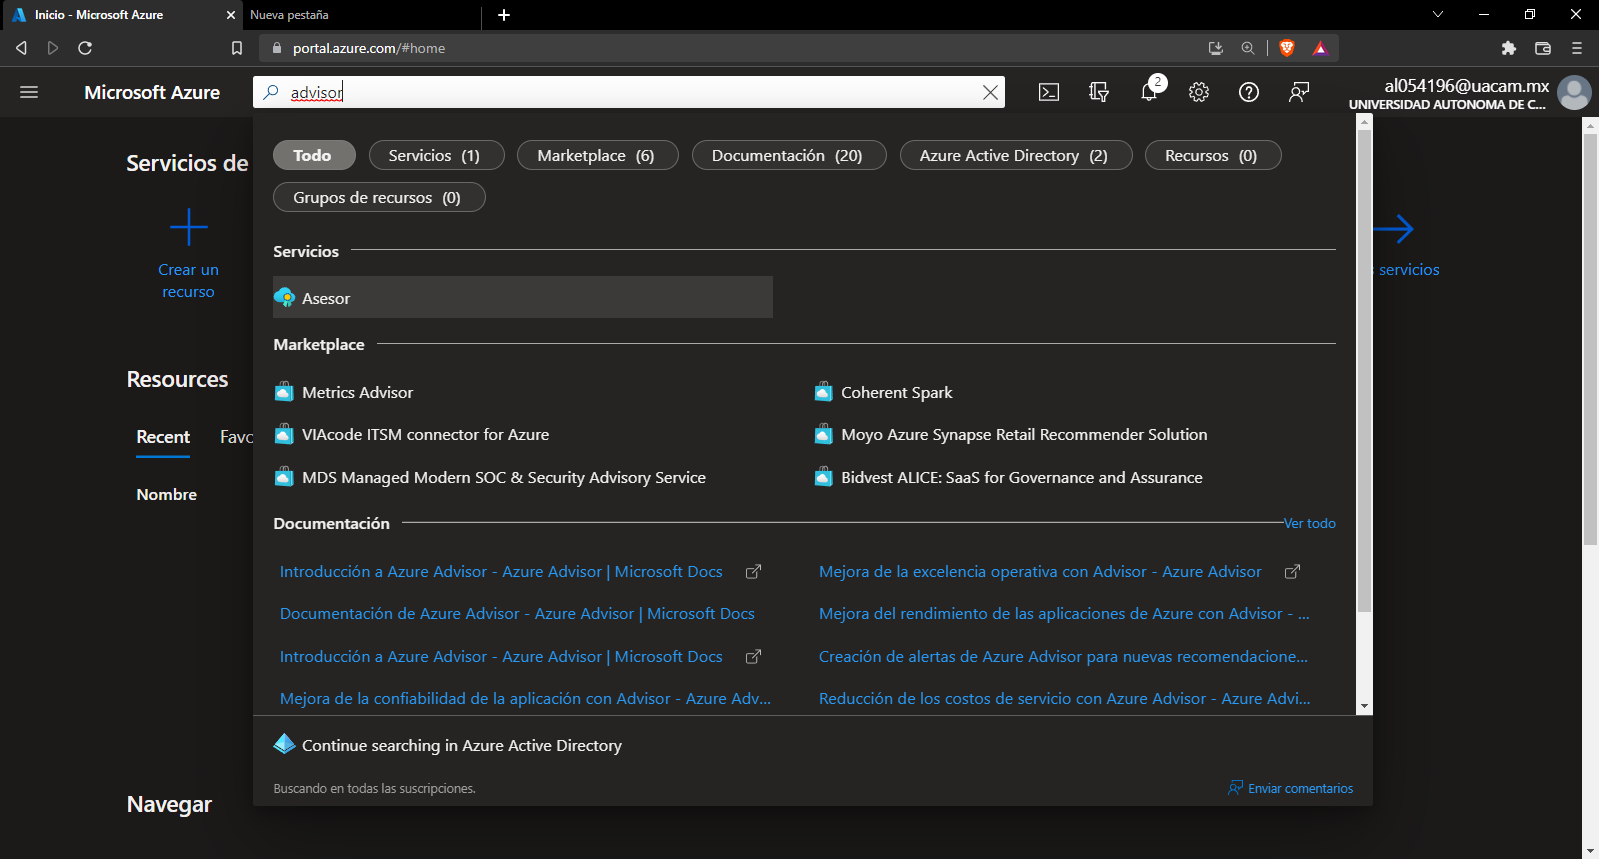 Inicio - Microsoft Azure
Nueva pestaña
portal.azure.com/#home
Microsoft Azure
advisor
2
al054196@uacam.mx
UNIVERSIDAD AUTONOMA DE C...
Todo
Servicios (1)
Marketplace (6)
Documentación (20)
Azure Active Directory (2)
Recursos (0)
Grupos de recursos (0)
Servicios de
Crear un
recurso
servicios
Servicios
Asesor
Marketplace
Metrics Advisor
Coherent Spark
VIAcode ITSM connector for Azure
Moyo Azure Synapse Retail Recommender Solution
MDS Managed Modern SOC & Security Advisory Service
Bidvest ALICE: SaaS for Governance and Assurance
Resources
Recent
Favo
Nombre
Documentación
Ver todo
Introducción a Azure Advisor - Azure Advisor | Microsoft Docs
Mejora de la excelencia operativa con Advisor - Azure Advisor
Documentación de Azure Advisor - Azure Advisor | Microsoft Docs
Mejora del rendimiento de las aplicaciones de Azure con Advisor - ...
Introducción a Azure Advisor - Azure Advisor | Microsoft Docs
Creación de alertas de Azure Advisor para nuevas recomendacione...
Mejora de la confiabilidad de la aplicación con Advisor - Azure Adv...
Reducción de los costos de servicio con Azure Advisor - Azure Advi...
Continue searching in Azure Active Directory
Buscando en todas las suscripciones.
Enviar comentarios
Navegar